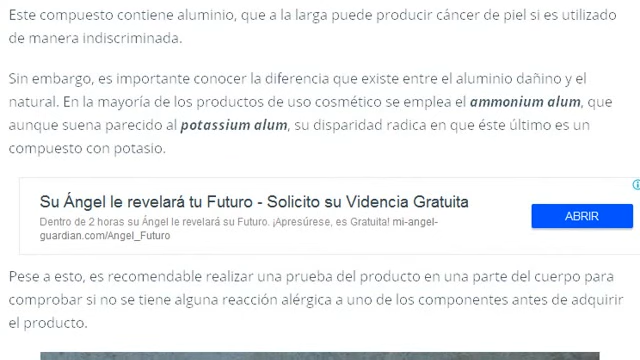 Este compuesto contiene aluminio, que a la larga puede producir cáncer de piel si es utilizado
de manera indiscriminada.
Sin embargo, es importante conocer la diferencia que existe entre el aluminio dañino y el
natural. En la mayoría de los productos de uso cosmético se emplea el ammonium alum, que
aunque suena parecido al potassium alum, su disparidad radica en que éste último es un
compuesto con potasio.
Su Ángel le revelará tu Futuro - Solicito su Videncia Gratuita
Dentro de 2 horas su Ángel le revelará su Futuro. ¡Apresúrese, es Gratuita! mi-angel-
guardian.com/Angel_Futuro
ABRIR
Pese a esto, es recomendable realizar una prueba del producto en una parte del cuerpo para
comprobar si no se tiene alguna reacción alérgica a uno de los componentes antes de adquirir
el producto.